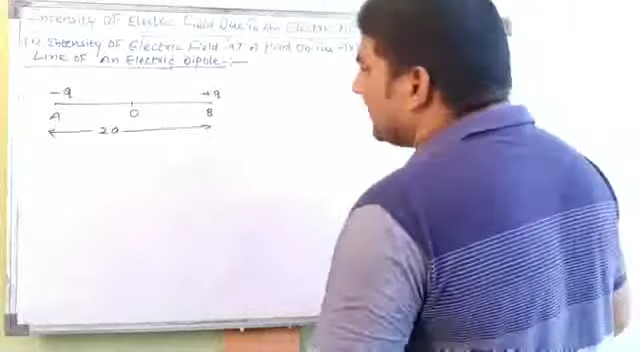 Intensity Of Electric Field Due To An Electric
(1) Intensity Of Electric Field At A Point On The
Line Of An Electric Dipole:-
-q +q
A O B
2a